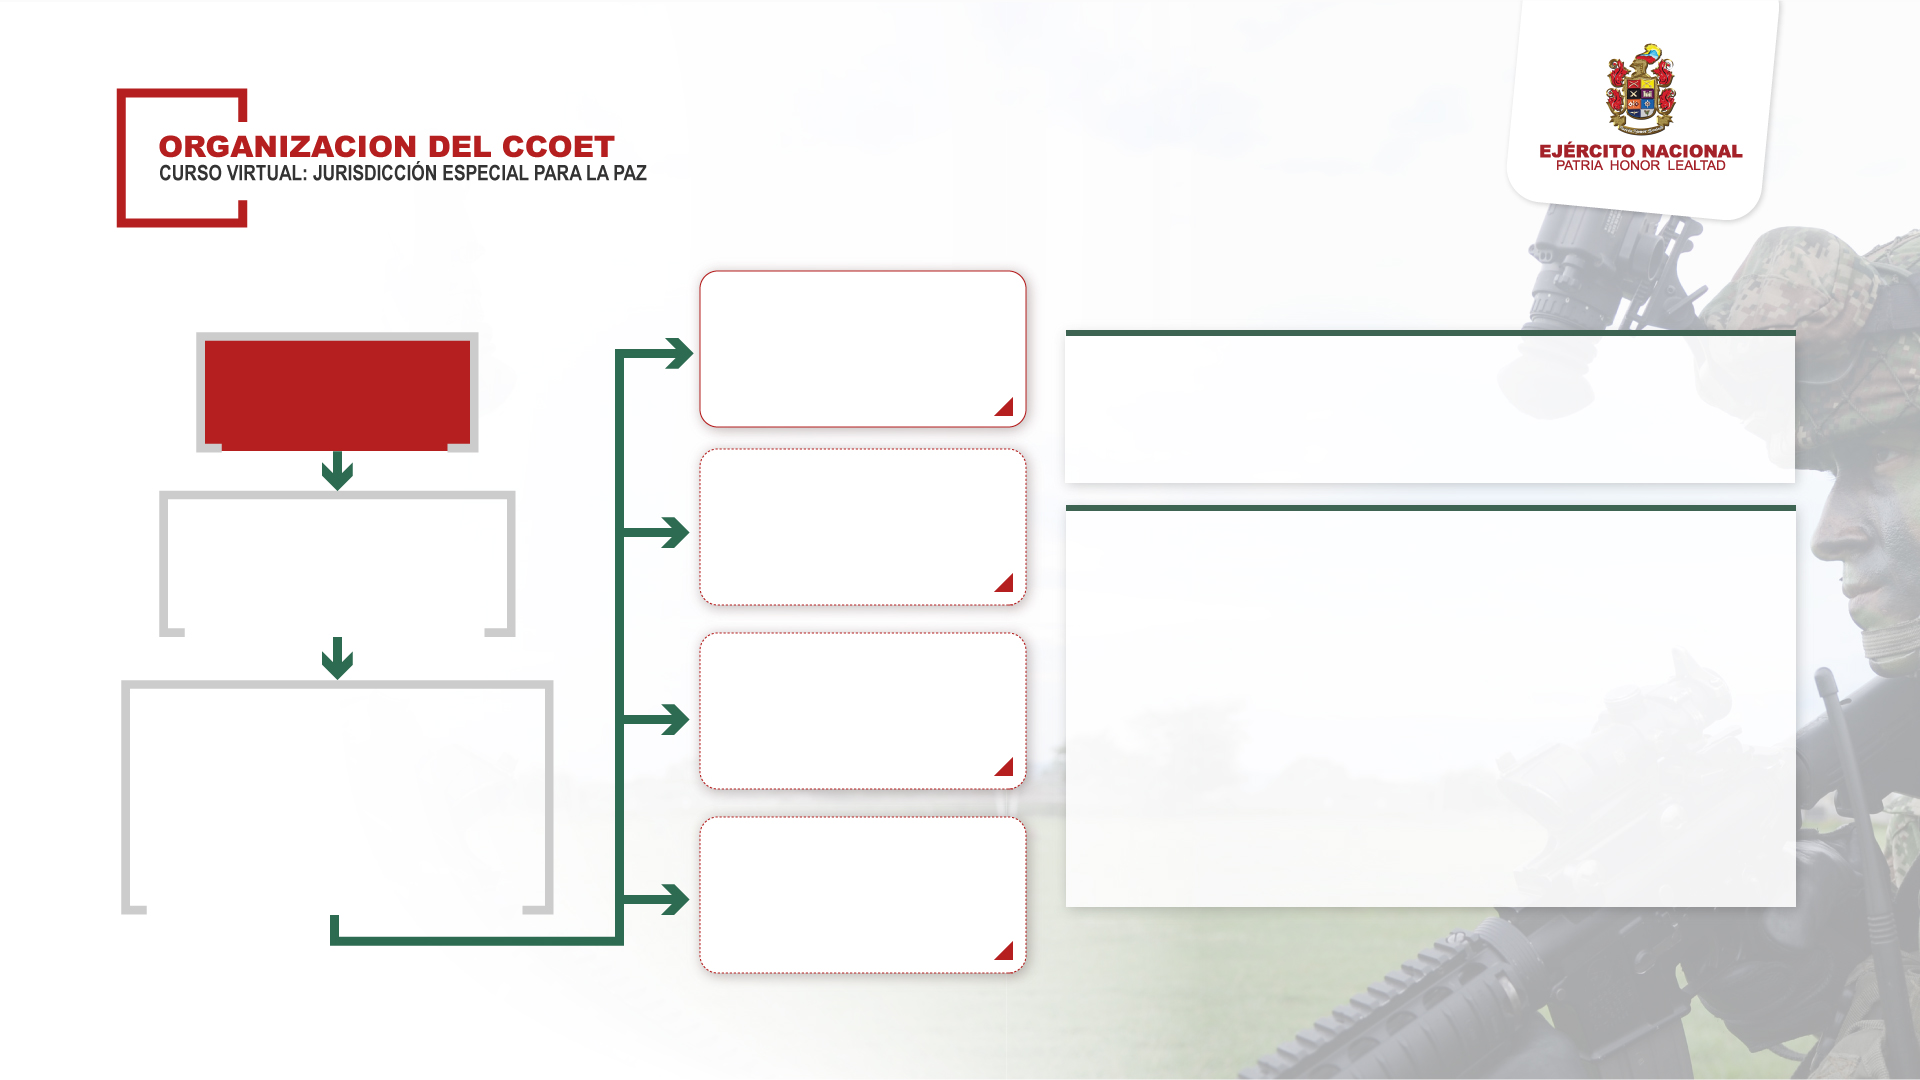 ORGANIZACION DEL CCOET
CURSO VIRTUAL: JURISDICCIÓN ESPECIAL PARA LA PAZ
EJÉRCITO NACIONAL
PATRIA HONOR LEALTAD